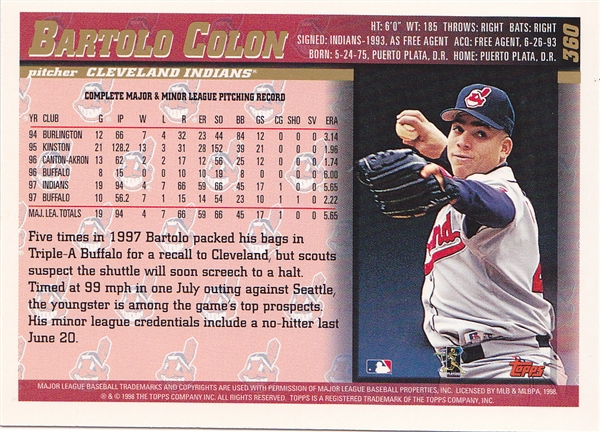 BARTOLO COLON
HT: 6'0" WT: 185 THROWS: RIGHT BATS: RIGHT
SIGNED: INDIANS-1993, AS FREE AGENT ACQ: FREE AGENT, 6-26-93
BORN: 5-24-75, PUERTO PLATA, D.R. HOME: PUERTO PLATA, D.R.
360
pitcher CLEVELAND INDIANS®
COMPLETE MAJOR & MINOR LEAGUE PITCHING RECORD
YR CLUB G IP W L R ER SO BB GS CG SHO SV ERA
94 BURLINGTON 12 66 7 4 32 23 44 84 12 0 0 0 3.14
95 KINSTON 21 128.2 13 3 31 28 152 39 21 0 0 0 1.96
96 CANTON-AKRON 13 62 2 2 17 12 56 25 12 0 0 0 1.74
96 BUFFALO 8 15 0 0 10 19 8 0 0 0 0 6.00
97 INDIANS 19 94 4 7 66 59 66 45 17 1 0 0 5.65
97 BUFFALO 10 56.2 7 1 15 14 54 23 10 1 0 2.22
MAJ. LEA. TOTALS 19 94 4 7 66 59 66 45 17 1 0 0 5.65
Five times in 1997 Bartolo packed his bags in
Triple-A Buffalo for a recall to Cleveland, but scouts
suspect the shuttle will soon screech to a halt.
Timed at 99 mph in one July outing against Seattle,
the youngster is among the game's top prospects.
His minor league credentials include a no-hitter last
June 20.
Topps
MAJOR LEAGUE BASEBALL TRADEMARKS AND COPYRIGHTS ARE USED WITH PERMISSION OF MAJOR LEAGUE BASEBALL PROPERTIES, INC. LICENSED BY MLB & MLBPA, 1998.
® & © 1998 THE TOPPS COMPANY INC. ALL RIGHTS RESERVED. TOPPS IS A REGISTERED TRADEMARK OF THE TOPPS COMPANY, INC.